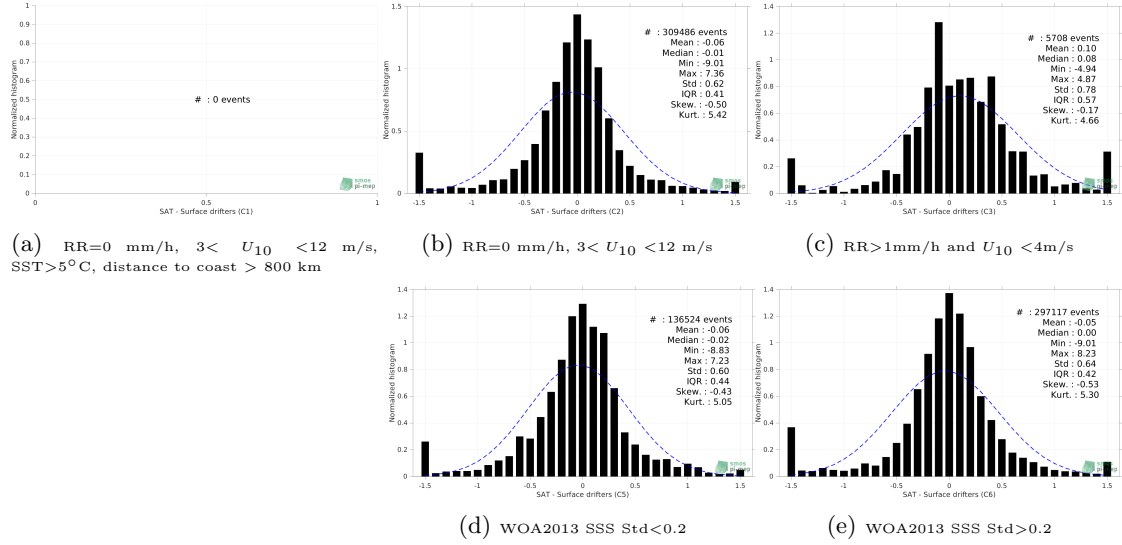 1
0.9
0.8
0.7
0.6
0.5
0.4
0.3
0.2
0.1
0
Normalized histogram
# : 0 events
0 0.5 1
SAT - Surface drifters (C1)
smos
pi-mep
(a) RR=0 mm/h, 3< U10 <12 m/s,
SST>5°C, distance to coast > 800 km
1.5
1
0.5
0
Normalized histogram
# : 309486 events
Mean : -0.06
Median : -0.01
Min : -9.01
Max : 7.36
Std : 0.62
IQR : 0.41
Skew. : -0.50
Kurt. : 5.42
-1.5 -1 -0.5 0 0.5 1 1.5
SAT - Surface drifters (C2)
smos
pi-mep
(b) RR=0 mm/h, 3< U10 <12 m/s
1.4
1.2
1
0.8
0.6
0.4
0.2
0
Normalized histogram
# : 5708 events
Mean : 0.10
Median : 0.08
Min : -4.94
Max : 4.87
Std : 0.78
IQR : 0.57
Skew. : -0.17
Kurt. : 4.66
-1.5 -1 -0.5 0 0.5 1 1.5
SAT - Surface drifters (C3)
smos
pi-mep
(c) RR>1mm/h and U10 <4m/s
1.4
1.2
1
0.8
0.6
0.4
0.2
0
Normalized histogram
# : 136524 events
Mean : -0.06
Median : -0.02
Min : -8.83
Max : 7.23
Std : 0.60
IQR : 0.44
Skew. : -0.43
Kurt. : 5.05
-1.5 -1 -0.5 0 0.5 1 1.5
SAT - Surface drifters (C5)
smos
pi-mep
(d) WOA2013 SSS Std<0.2
1.4
1.2
1
0.8
0.6
0.4
0.2
0
Normalized histogram
# : 297117 events
Mean : -0.05
Median : 0.00
Min : -9.01
Max : 8.23
Std : 0.64
IQR : 0.42
Skew. : -0.53
Kurt. : 5.30
-1.5 -1 -0.5 0 0.5 1 1.5
SAT - Surface drifters (C6)
smos
pi-mep
(e) WOA2013 SSS Std>0.2